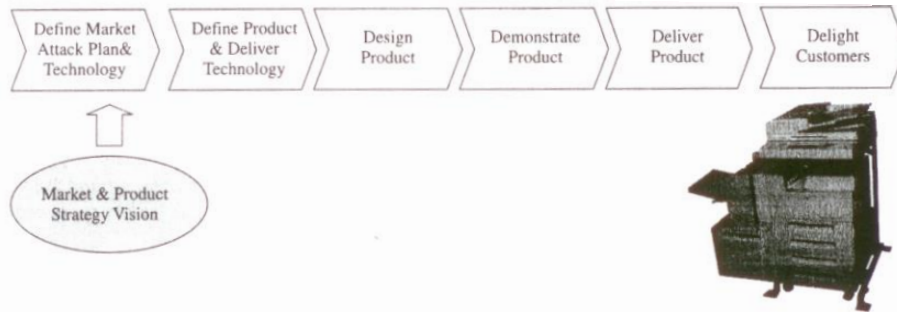 Define Market
Attack Plan&
Technology
Define Product
& Deliver
Technology
Design
Product
Demonstrate
Product
Deliver
Product
Delight
Customers
Market & Product
Strategy Vision